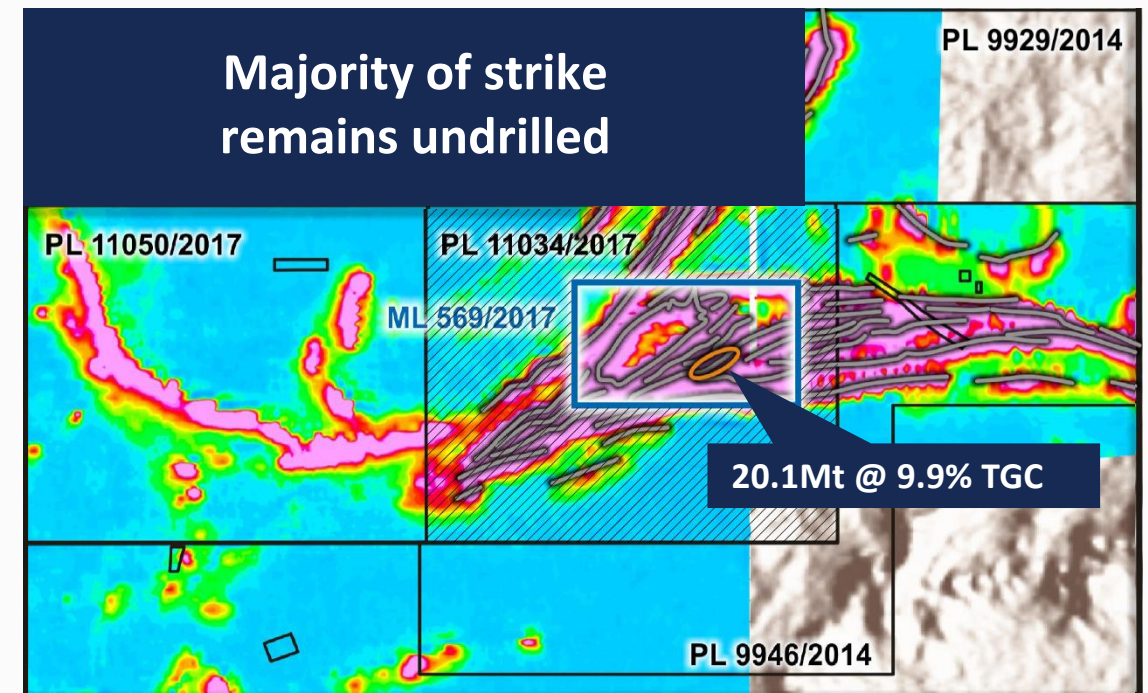 Majority of strike
remains undrilled
PL 9929/2014
PL 11050/2017
PL 11034/2017
ML 569/2017
20.1Mt @ 9.9% TGC
PL 9946/2014